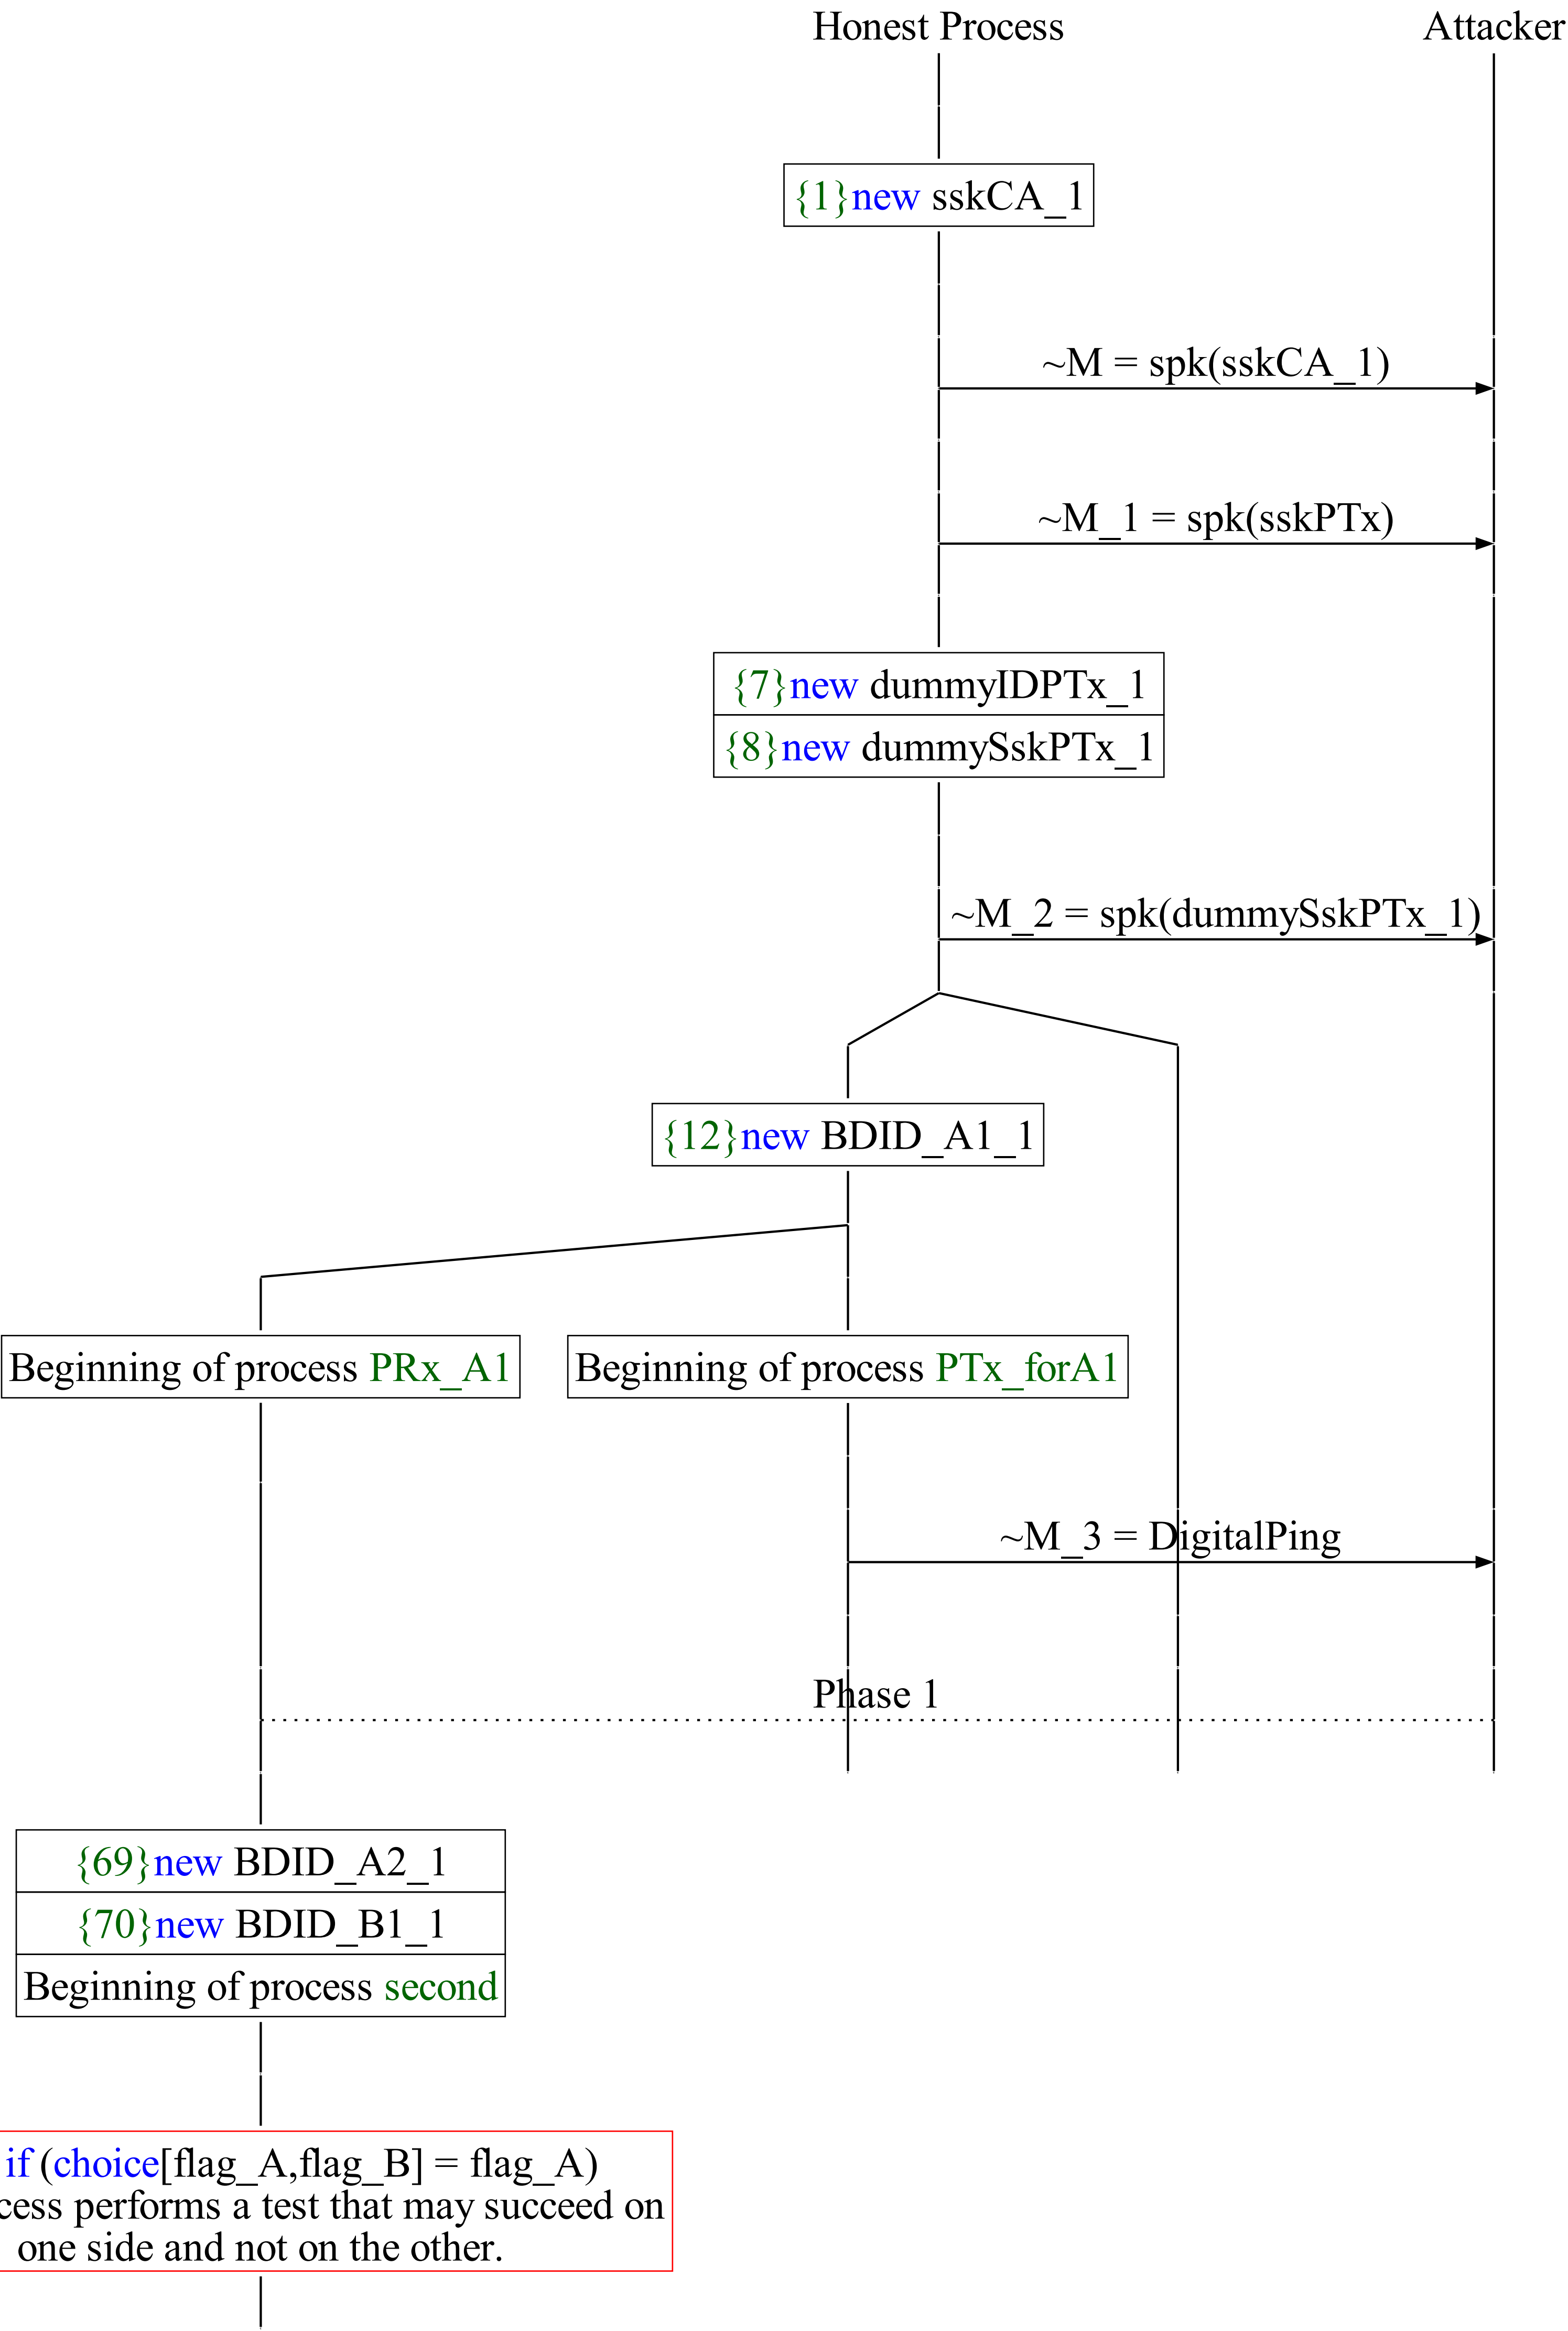 Honest Process
Attacker
{1}new sskCA_1
~M = spk(sskCA_1)
~M_1 = spk(sskPTx)
{7}new dummyIDPTx_1
{8}new dummySskPTx_1
~M_2 = spk(dummySskPTx_1)
{12}new BDID_A1_1
Beginning of process PRx_A1
Beginning of process PTx_forA1
~M_3 = DigitalPing
Phase 1
{69}new BDID_A2_1
{70}new BDID_B1_1
Beginning of process second
if (choice[flag_A,flag_B] = flag_A)
cess performs a test that may succeed on
one side and not on the other.